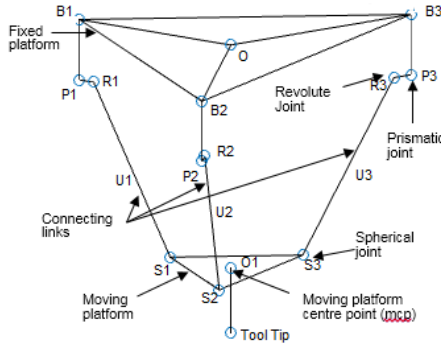 B1
B3
Fixed
platform
O
P1
R1
Revolute
Joint
R3
P3
B2
Prismatic
joint
R2
P2
U1
U2
U3
Connecting
links
Spherical
joint
S1
O1
S3
S2
Moving
platform
Moving platform
centre point (mcp)
Tool Tip